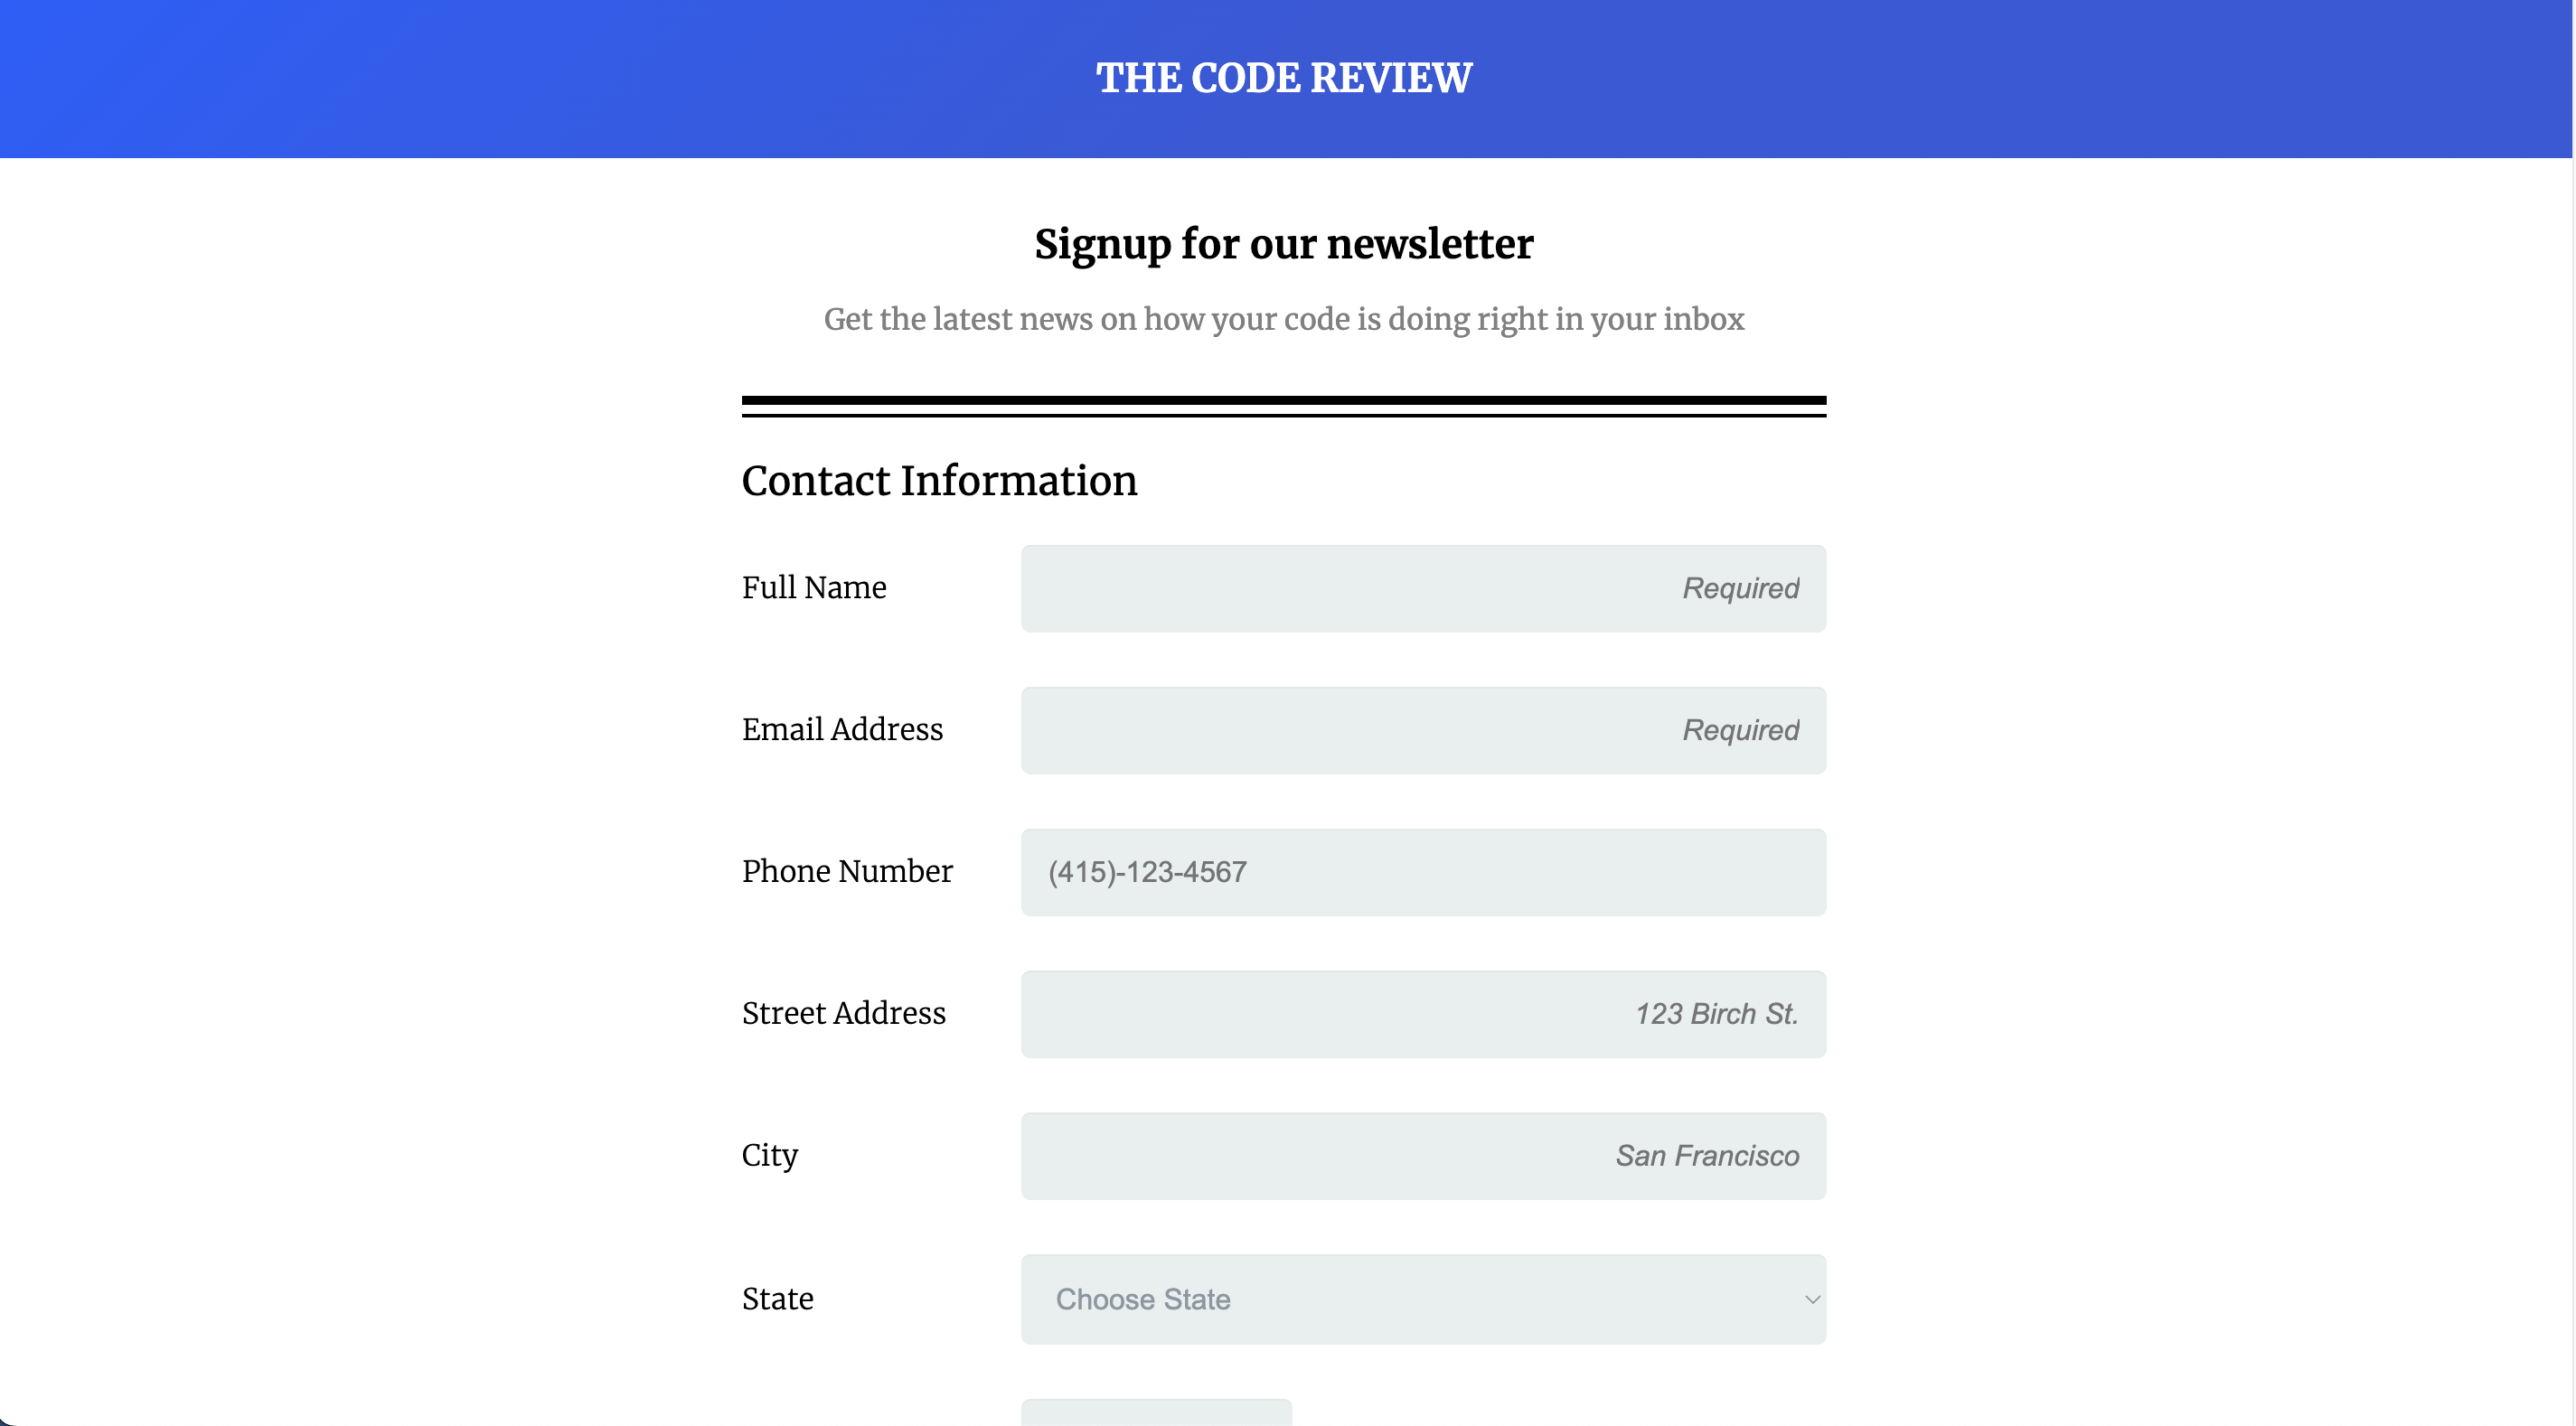 THE CODE REVIEW
Signup for our newsletter
Get the latest news on how your code is doing right in your inbox
Contact Information
Full Name
Required
Email Address
Required
Phone Number
(415)-123-4567
Street Address
123 Birch St.
City
San Francisco
State
Choose State